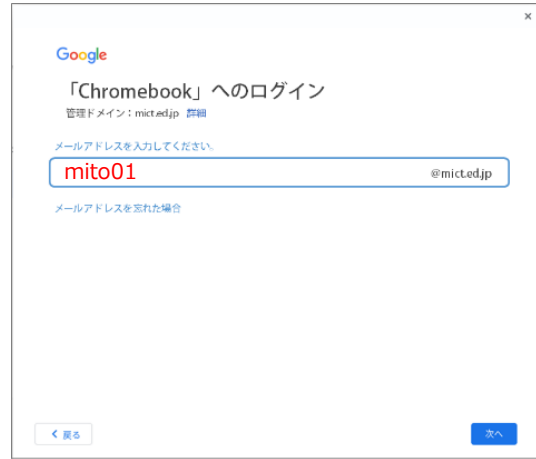 ×
Google
「Chromebook」へのログイン
管理ドメイン：mict.ed.jp 詳細
メールアドレスを入力してください。
mito01 @mict.ed.jp
メールアドレスを忘れた場合
戻る 次へ